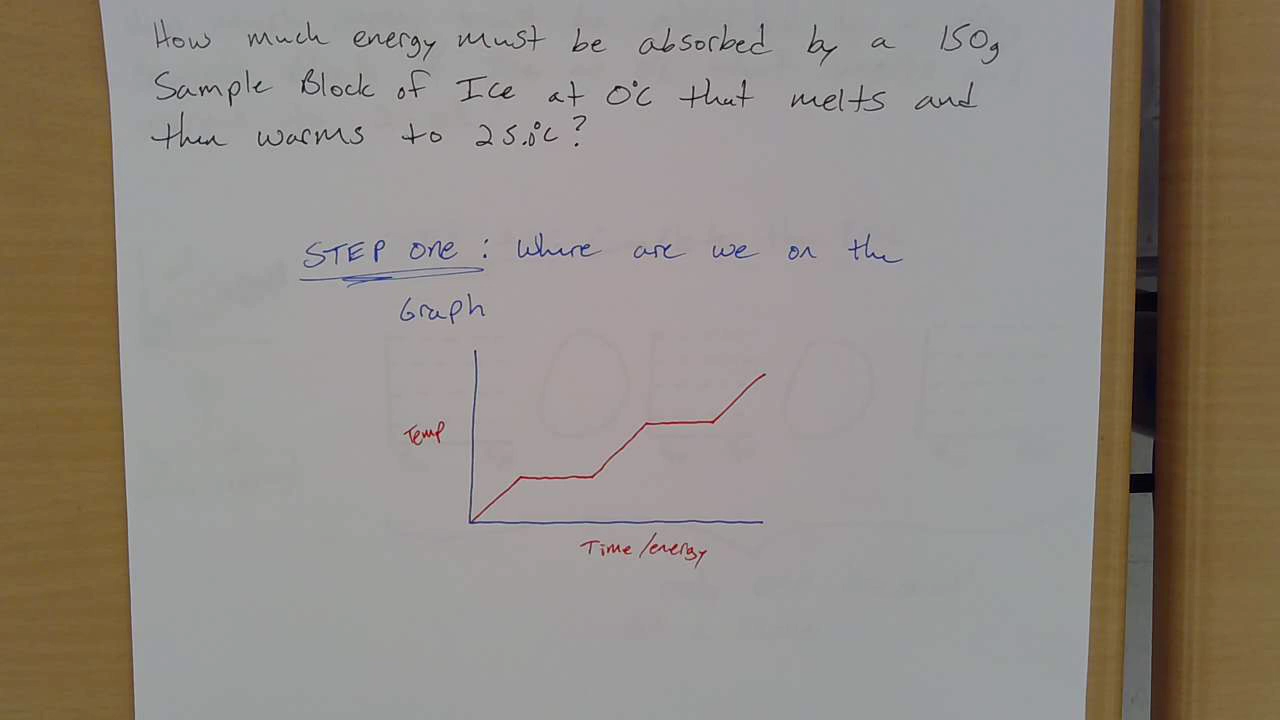 How much energy must be absorbed by a 150g
Sample Block of Ice at 0°C that melts and
then warms to 25.0°C?
STEP one: Where are we on the
Graph
Temp
Time/energy